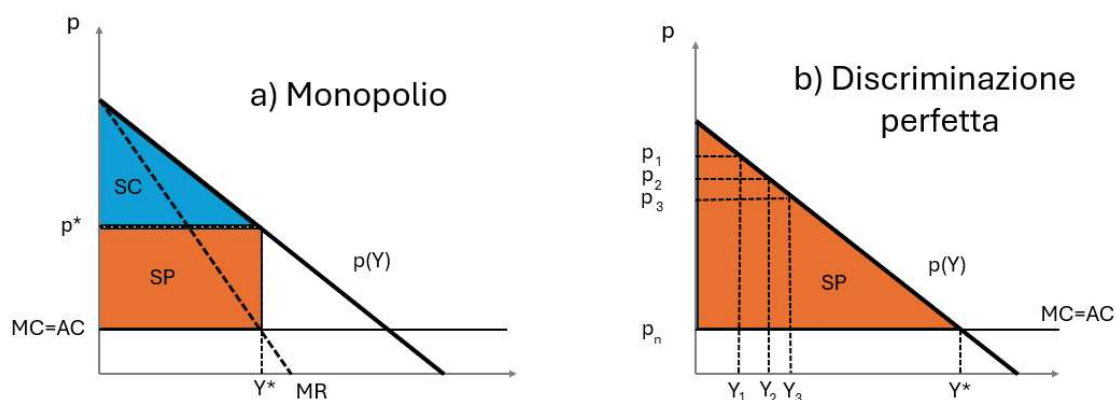 p
a) Monopolio
SC
p*
SP
p(Y)
MC=AC
Y*
MR
p
b) Discriminazione
perfetta
p1
p2
p3
p(Y)
SP
MC=AC
pn
Y1
Y2
Y3
Y*